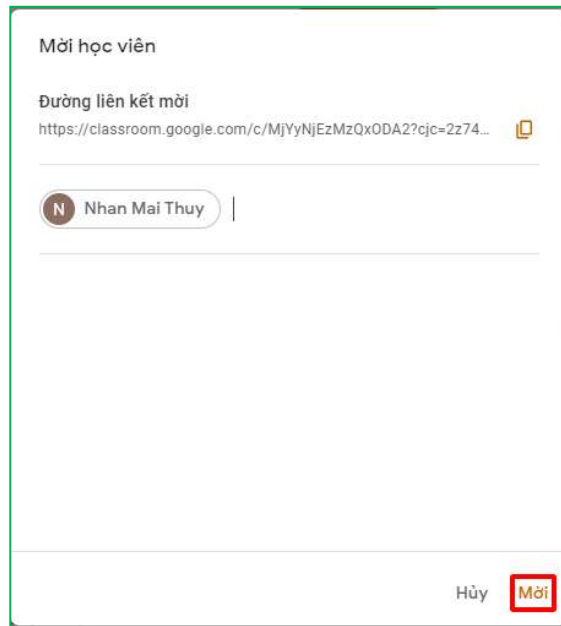 Mời học viên
Đường liên kết mời
https://classroom.google.com/c/MjYyNjEzMzQxODA2?cjc=2z74...
N Nhan Mai Thuy
Hủy Mời